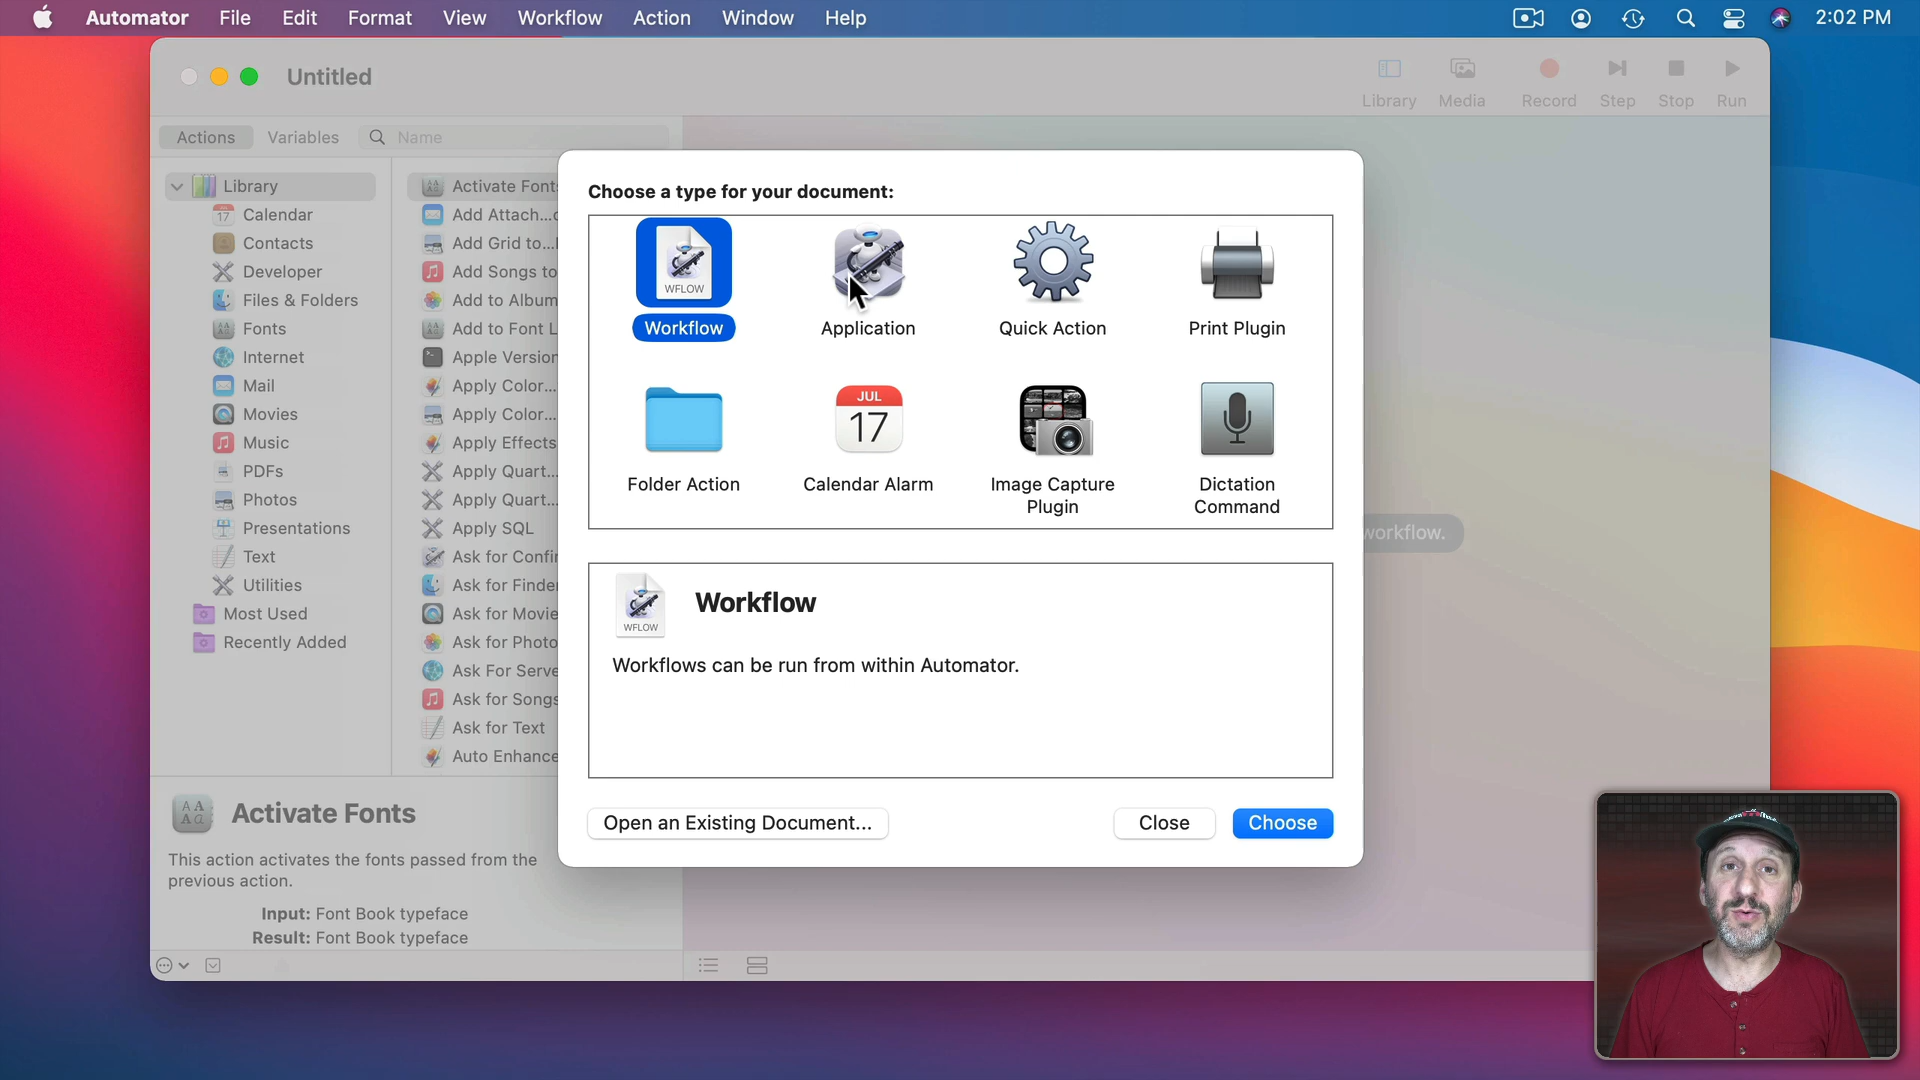 Automator File Edit Format View Workflow Action Window Help 2:02 PM
Untitled
Library Media Record Step Stop Run
Actions Variables Name
Library
Calendar
Contacts
Developer
Files & Folders
Fonts
Internet
Mail
Movies
Music
PDFs
Photos
Presentations
Text
Utilities
Most Used
Recently Added
Activate Font
Add Attach...
Add Grid to...
Add Songs to
Add to Album
Add to Font L
Apple Version
Apply Color...
Apply Color...
Apply Effects
Apply Quart...
Apply Quart...
Apply SQL
Ask for Confi
Ask for Finde
Ask for Movie
Ask for Photo
Ask For Serve
Ask for Songs
Ask for Text
Auto Enhance
Activate Fonts
This action activates the fonts passed from the
previous action.
Input: Font Book typeface
Result: Font Book typeface
Choose a type for your document:
WFLOW
Workflow Application Quick Action Print Plugin
JUL
17
Folder Action Calendar Alarm Image Capture
Plugin
Dictation
Command
workflow.
WFLOW
Workflow
Workflows can be run from within Automator.
Open an Existing Document... Close Choose